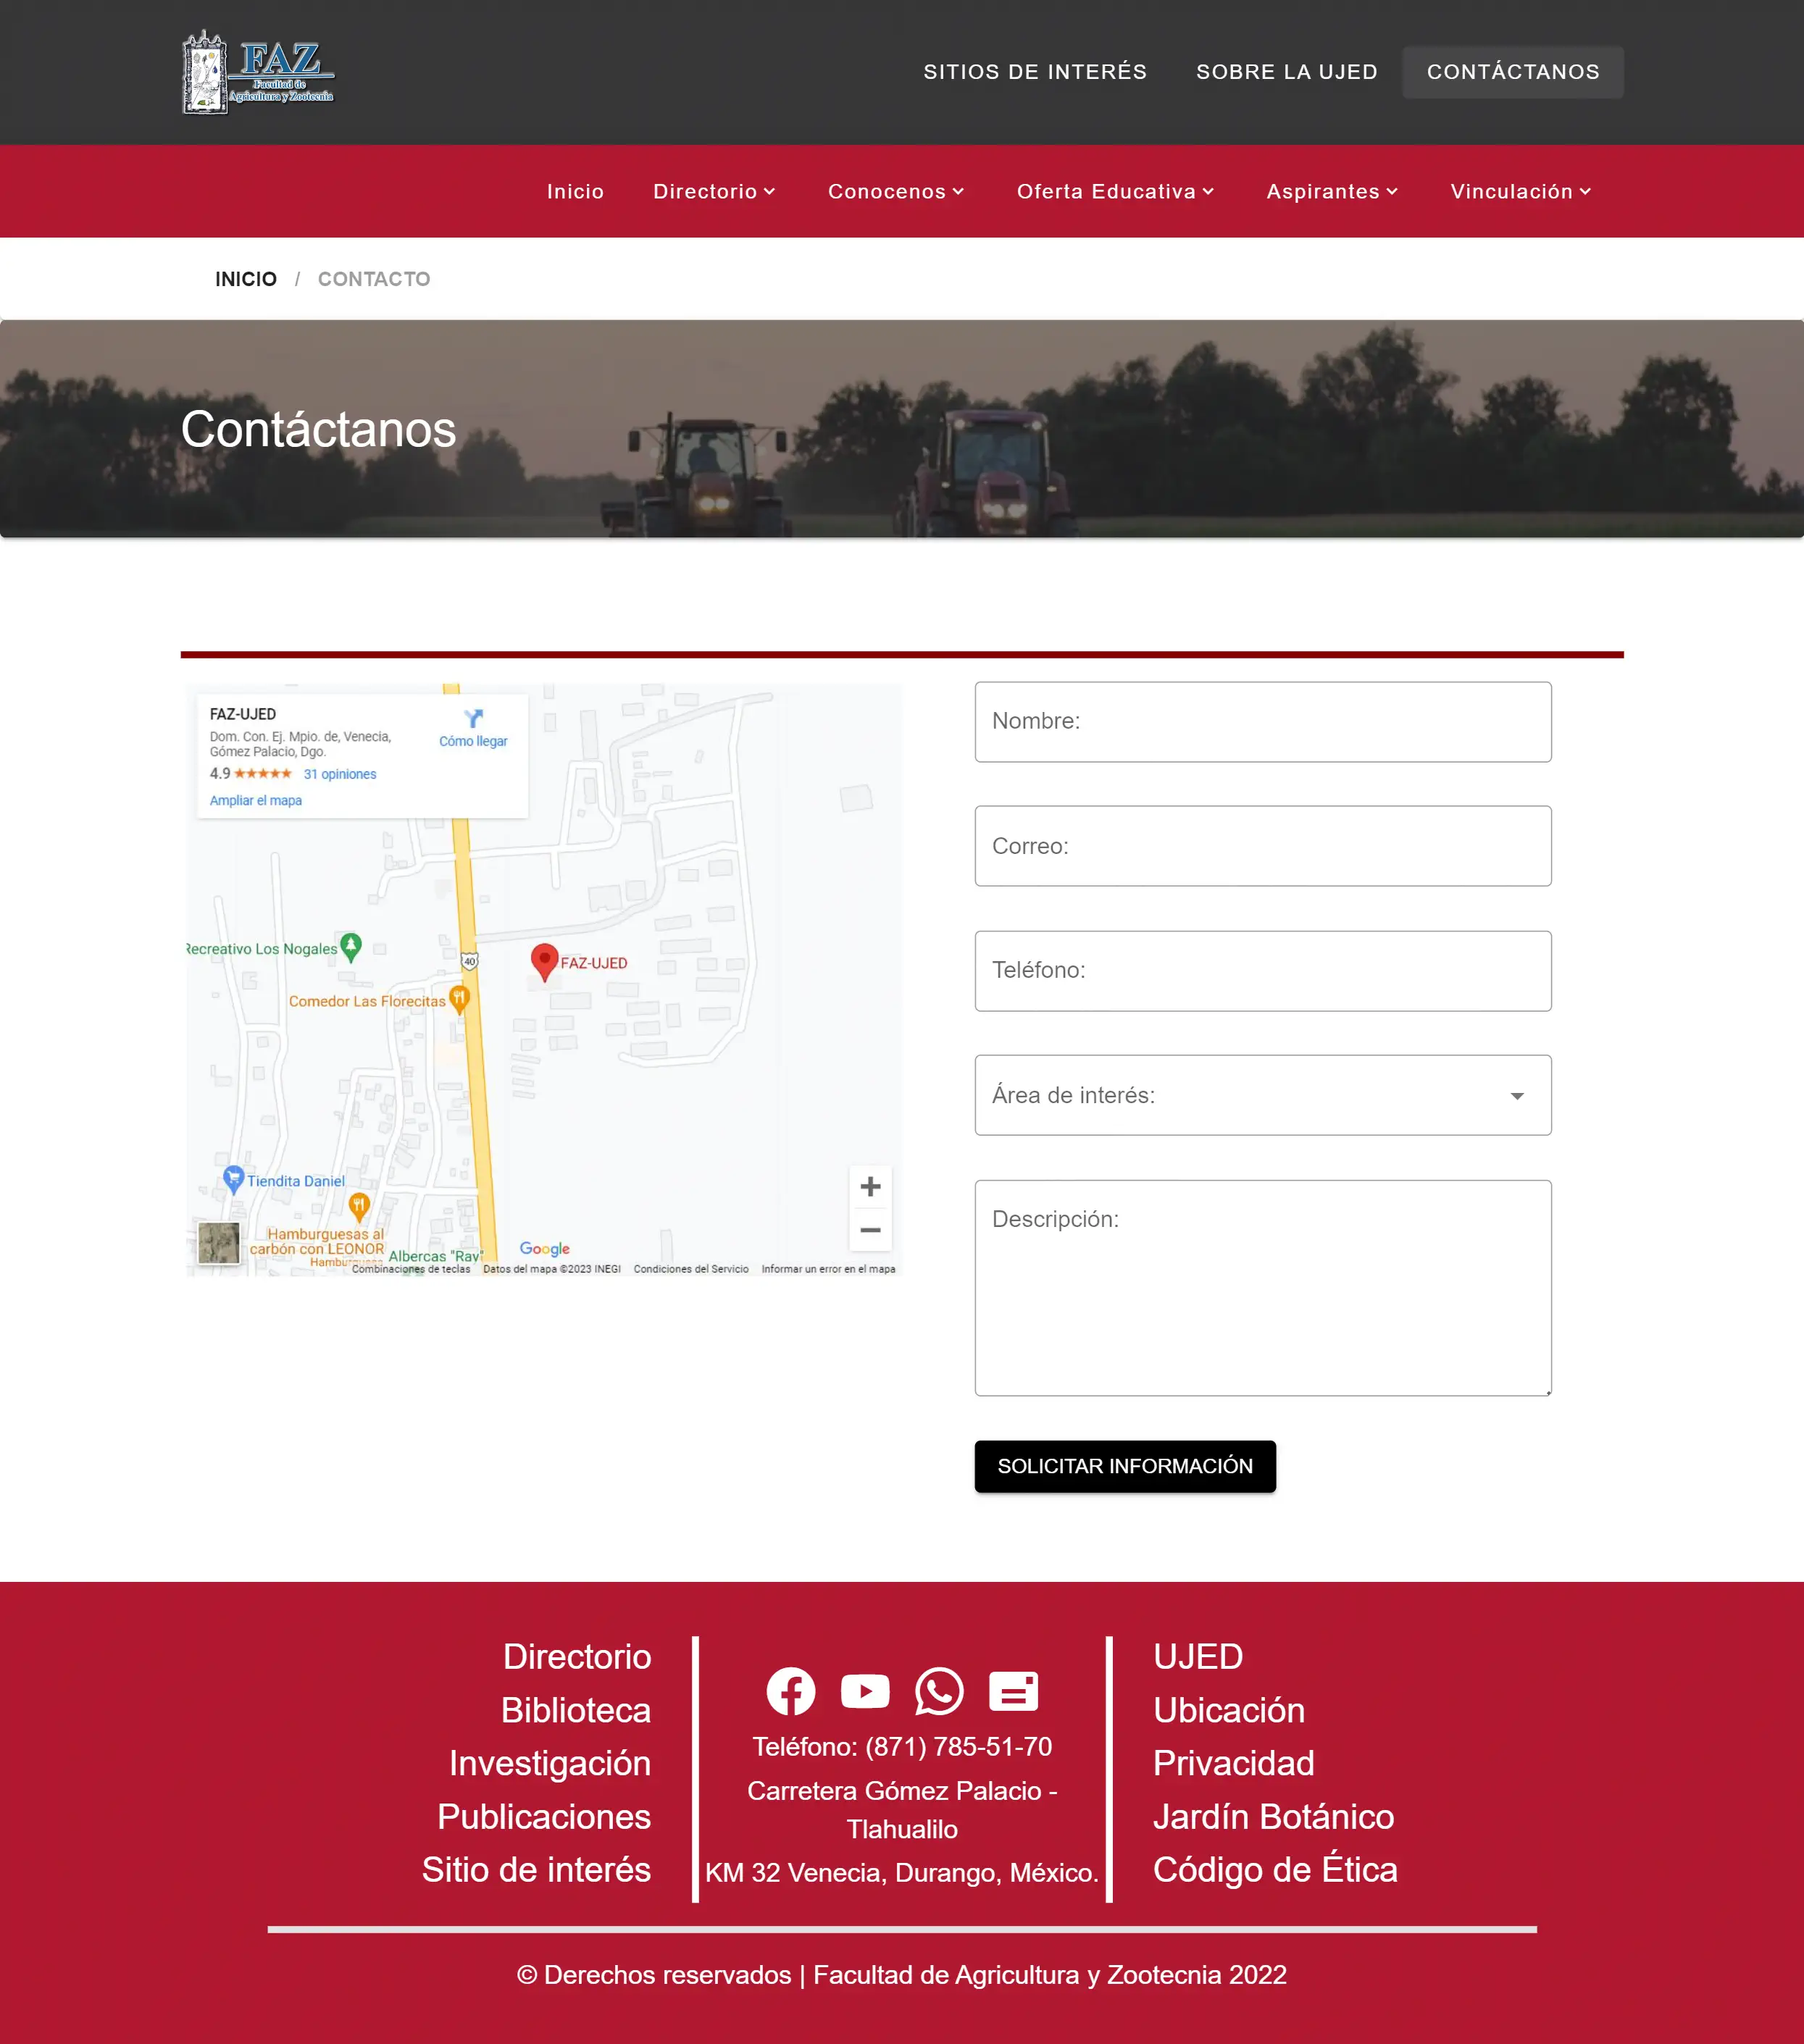 FAZ
Facultad de
Agricultura y Zootecnia
SITIOS DE INTERÉS
SOBRE LA UJED
CONTÁCTANOS
Inicio
Directorio
Conocenos
Oferta Educativa
Aspirantes
Vinculación
INICIO / CONTACTO
Contáctanos
FAZ-UJED
Dom. Con. Ej. Mpio. de, Venecia,
Gómez Palacio, Dgo.
Cómo llegar
4.9 ★★★★★ 31 opiniones
Ampliar el mapa
Recreativo Los Nogales
40
FAZ-UJED
Comedor Las Florecitas
Tiendita Daniel
Hamburguesas al
carbón con LEONOR
Albercas "Ray"
Google
Combinaciones de teclas
Datos del mapa ©2023 INEGI
Condiciones del Servicio
Informar un error en el mapa
Nombre:
Correo:
Teléfono:
Área de interés:
Descripción:
SOLICITAR INFORMACIÓN
Directorio
Biblioteca
Investigación
Publicaciones
Sitio de interés
Teléfono: (871) 785-51-70
Carretera Gómez Palacio -
Tlahualilo
KM 32 Venecia, Durango, México.
UJED
Ubicación
Privacidad
Jardín Botánico
Código de Ética
© Derechos reservados | Facultad de Agricultura y Zootecnia 2022